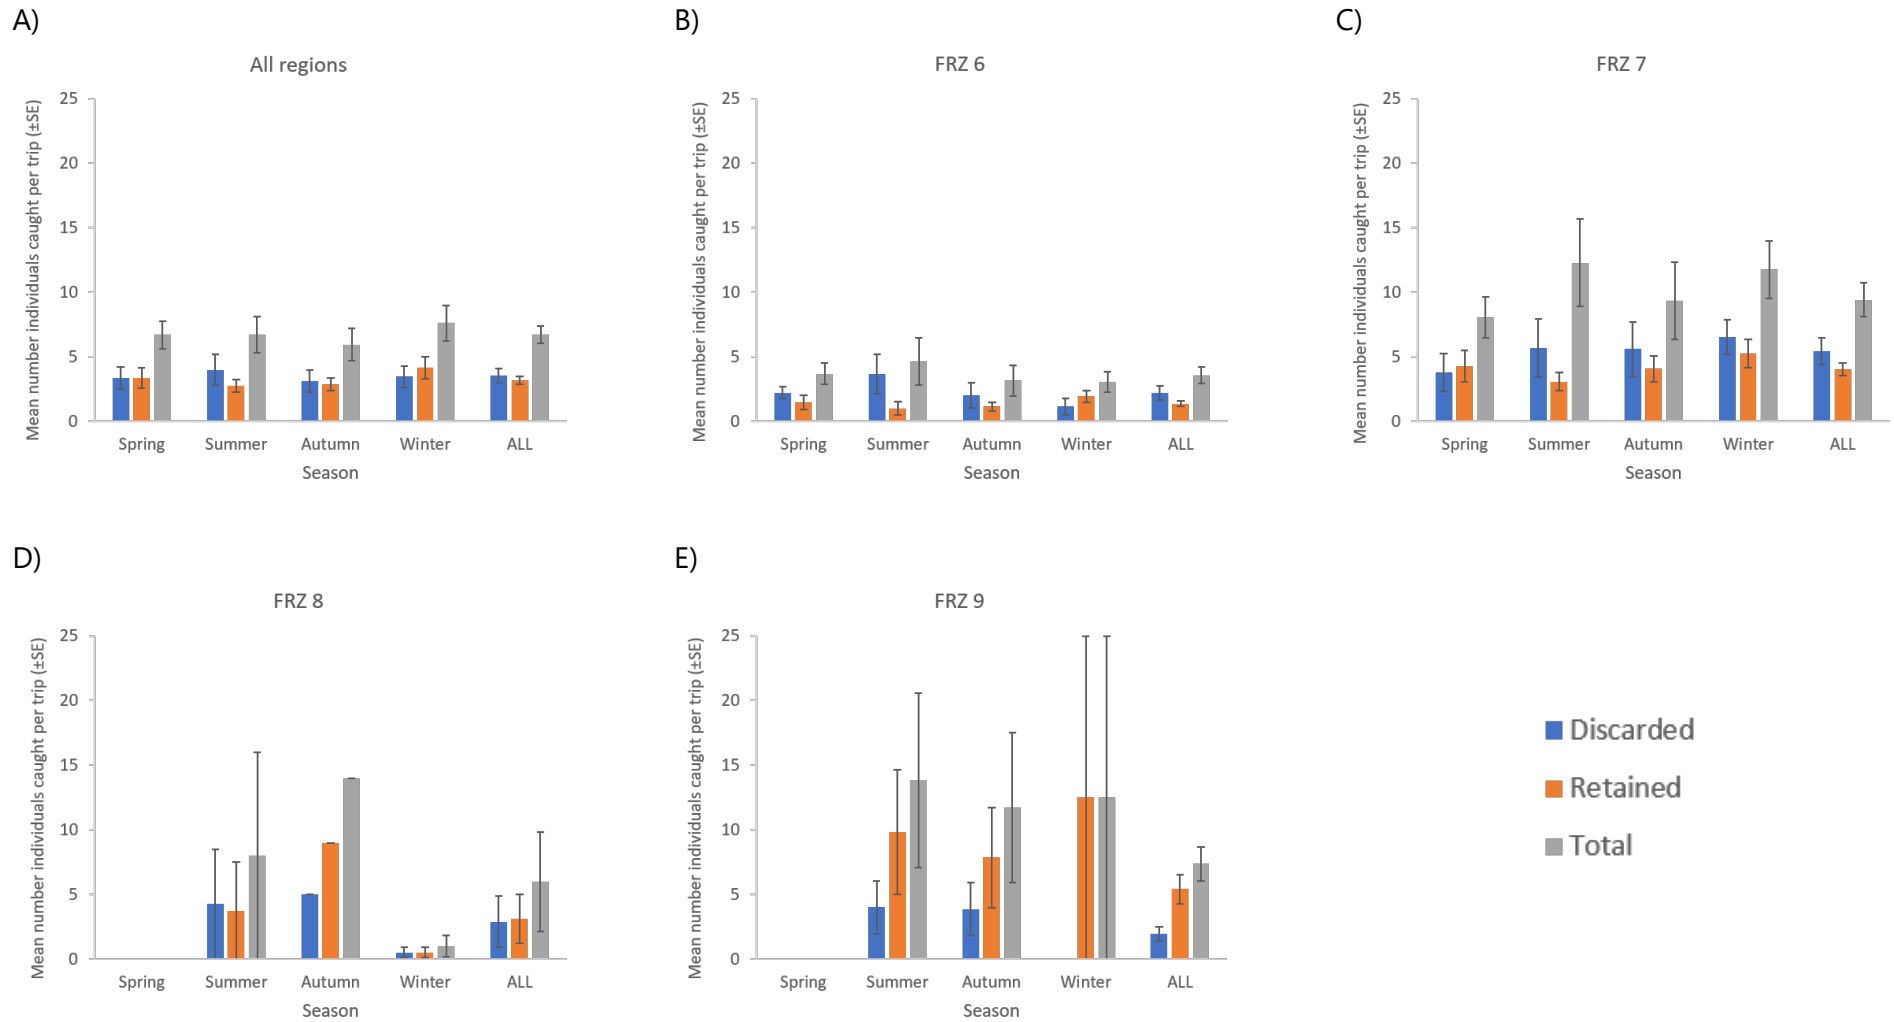 A)
All regions
Mean number individuals caught per trip (±SE)
25
20
15
10
5
0
Spring Summer Autumn Winter ALL
Season
B)
FRZ 6
Mean number individuals caught per trip (±SE)
25
20
15
10
5
0
Spring Summer Autumn Winter ALL
Season
C)
FRZ 7
Mean number individuals caught per trip (±SE)
25
20
15
10
5
0
Spring Summer Autumn Winter ALL
Season
D)
FRZ 8
Mean number individuals caught per trip (±SE)
25
20
15
10
5
0
Spring Summer Autumn Winter ALL
Season
E)
FRZ 9
Mean number individuals caught per trip (±SE)
25
20
15
10
5
0
Spring Summer Autumn Winter ALL
Season
Discarded
Retained
Total